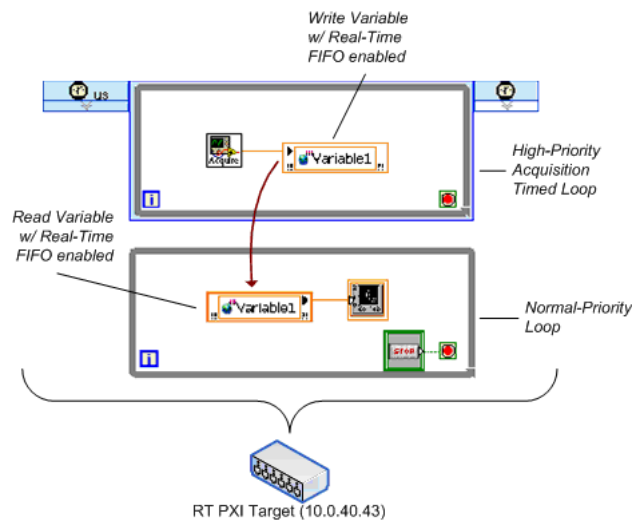 Write Variable
w/ Real-Time
FIFO enabled
us
Acquire
Variable1
High-Priority
Acquisition
Timed Loop
i
Read Variable
w/ Real-Time
FIFO enabled
Variable1
Normal-Priority
Loop
stop
i
RT PXI Target (10.0.40.43)